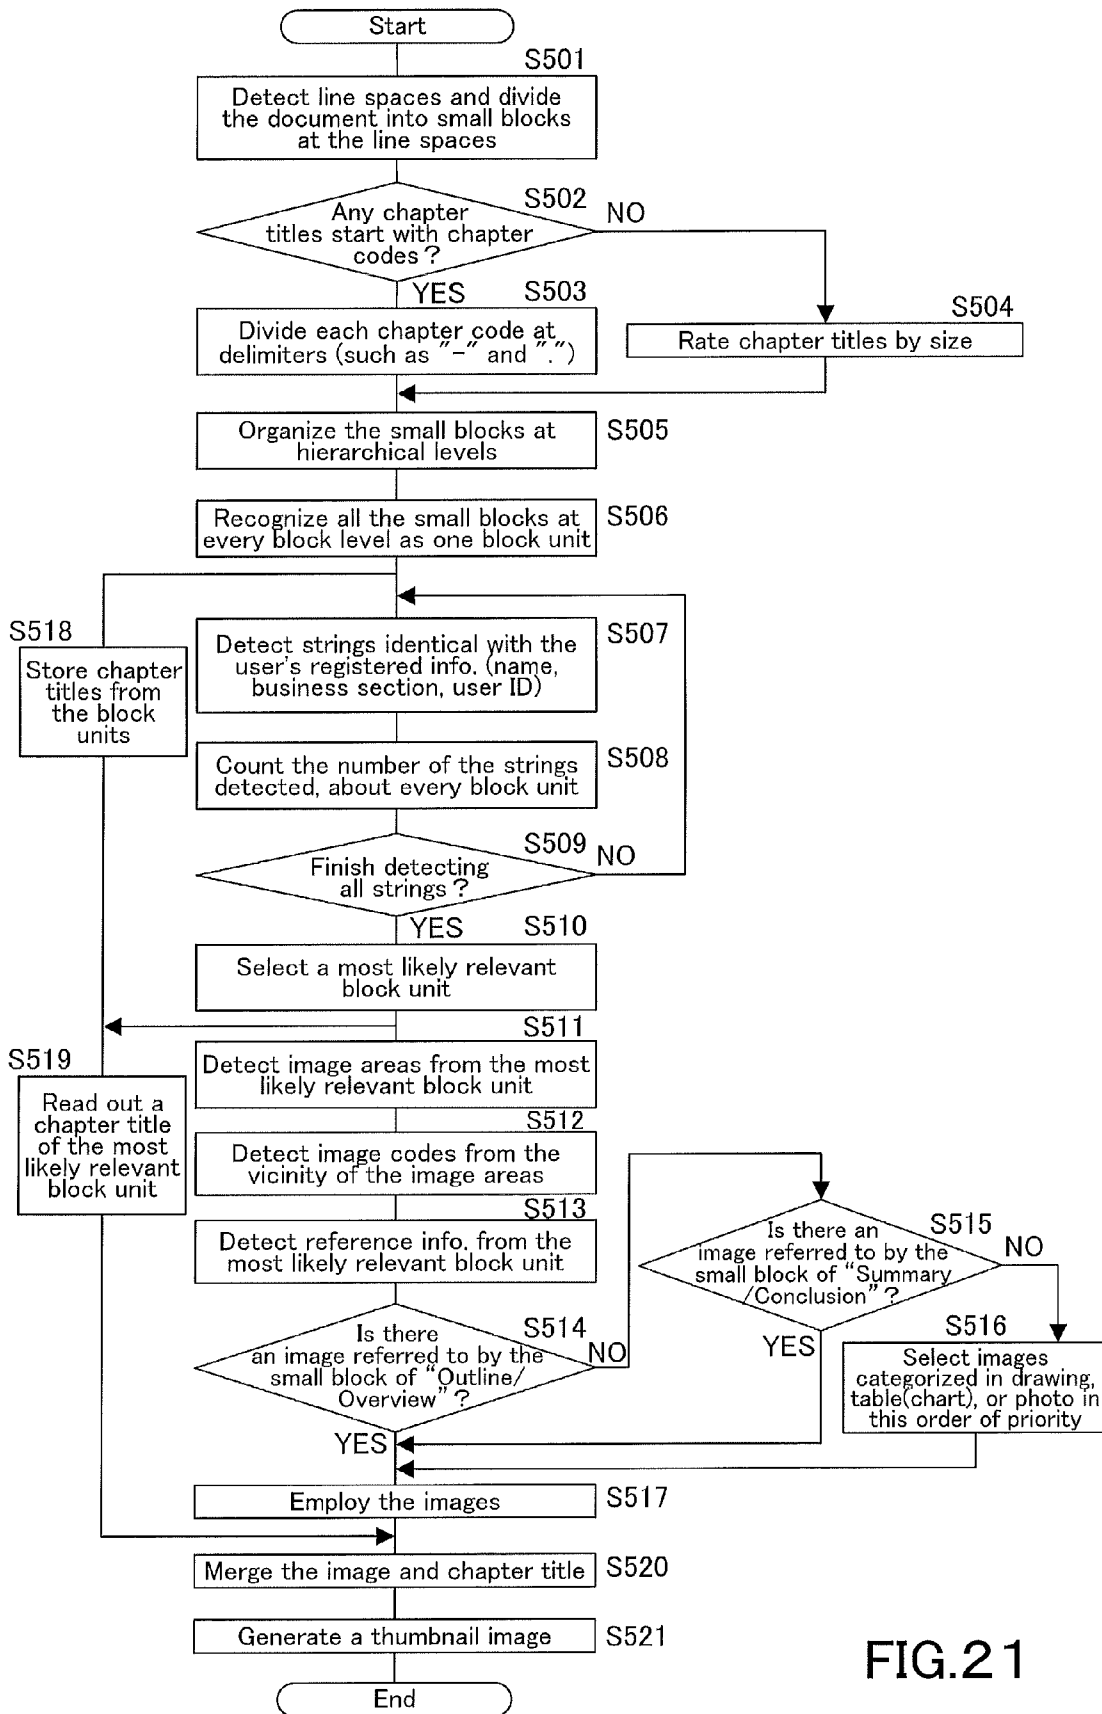 Start
S501
Detect line spaces and divide
the document into small blocks
at the line spaces
S502
Any chapter
titles start with chapter
codes?
NO
YES
S503
Divide each chapter code at
delimiters (such as "-" and ".")
S504
Rate chapter titles by size
Organize the small blocks at
hierarchical levels
S505
Recognize all the small blocks at
every block level as one block unit
S506
S518
Store chapter
titles from
the block
units
Detect strings identical with the
user's registered info. (name,
business section, user ID)
S507
Count the number of the strings
detected, about every block unit
S508
S509
Finish detecting
all strings?
NO
YES
S510
Select a most likely relevant
block unit
S511
Detect image areas from the most
likely relevant block unit
S519
Read out a
chapter title
of the most
likely relevant
block unit
S512
Detect image codes from the
vicinity of the image areas
S513
Detect reference info. from the
most likely relevant block unit
S514
Is there
an image referred to by the
small block of "Outline/
Overview"?
NO
YES
S515
Is there an
image referred to by the
small block of "Summary
/Conclusion"?
NO
YES
S516
Select images
categorized in drawing,
table(chart), or photo in
this order of priority
Employ the images
S517
Merge the image and chapter title
S520
Generate a thumbnail image
S521
End
FIG.21